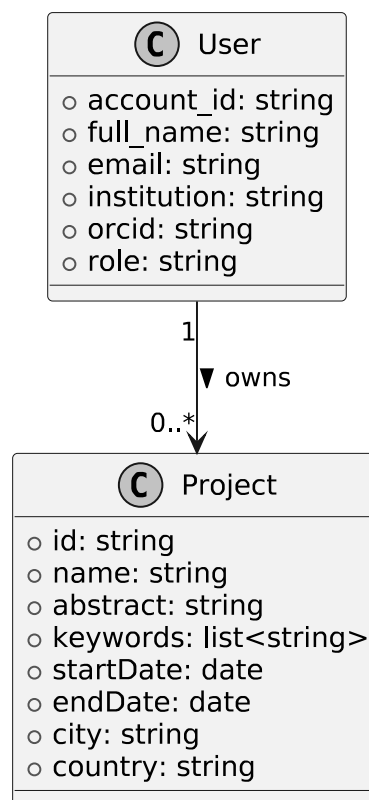 C User
account_id: string
full_name: string
email: string
institution: string
orcid: string
role: string
1
owns
0..*
C Project
id: string
name: string
abstract: string
keywords: list<string>
startDate: date
endDate: date
city: string
country: string